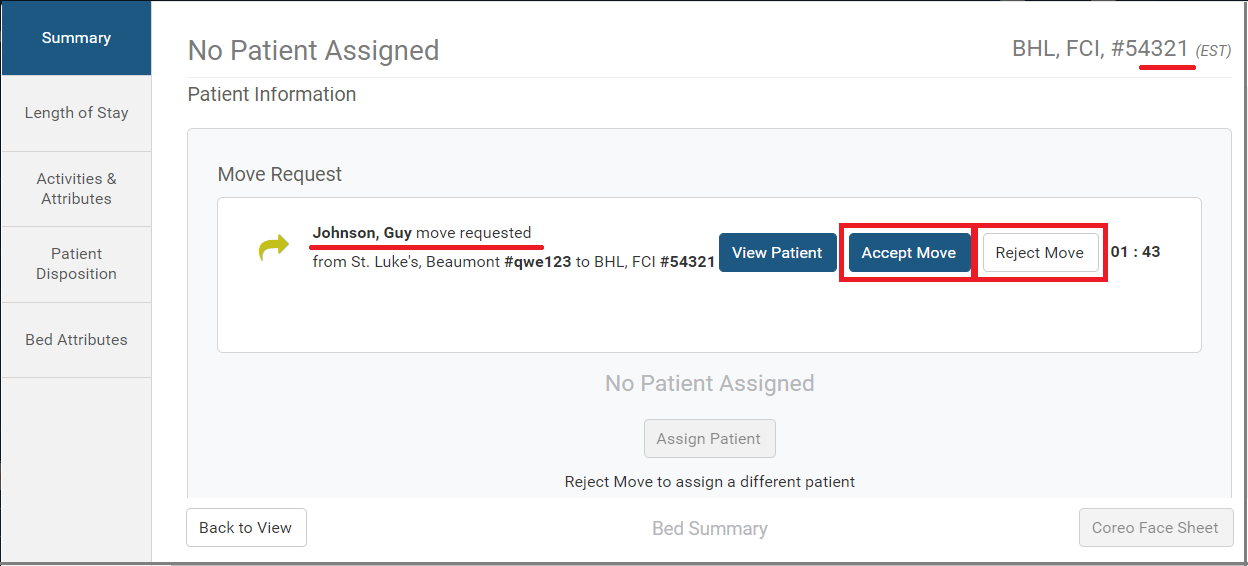 Summary
Length of Stay
Activities &
Attributes
Patient
Disposition
Bed Attributes
No Patient Assigned
BHL, FCI, #54321 (EST)
Patient Information
Move Request
Johnson, Guy move requested
from St. Luke's, Beaumont #qwe123 to BHL, FCI #54321
View Patient
Accept Move
Reject Move
01 : 43
No Patient Assigned
Assign Patient
Reject Move to assign a different patient
Back to View
Bed Summary
Coreo Face Sheet